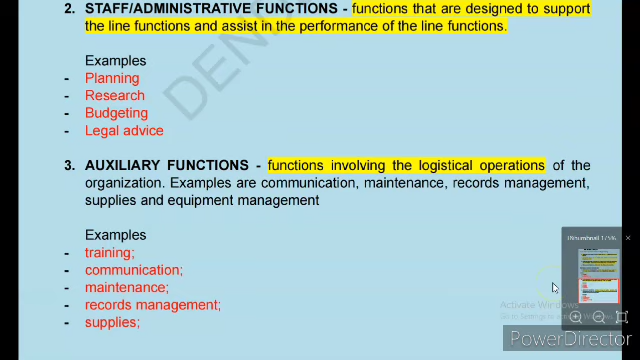 2. STAFF/ADMINISTRATIVE FUNCTIONS - functions that are designed to support
the line functions and assist in the performance of the line functions.
Examples
- Planning
- Research
- Budgeting
- Legal advice
3. AUXILIARY FUNCTIONS - functions involving the logistical operations of the
organization. Examples are communication, maintenance, records management,
supplies and equipment management
Examples
- training;
- communication;
- maintenance;
- records management;
- supplies;
Activate Windows
PowerDirector